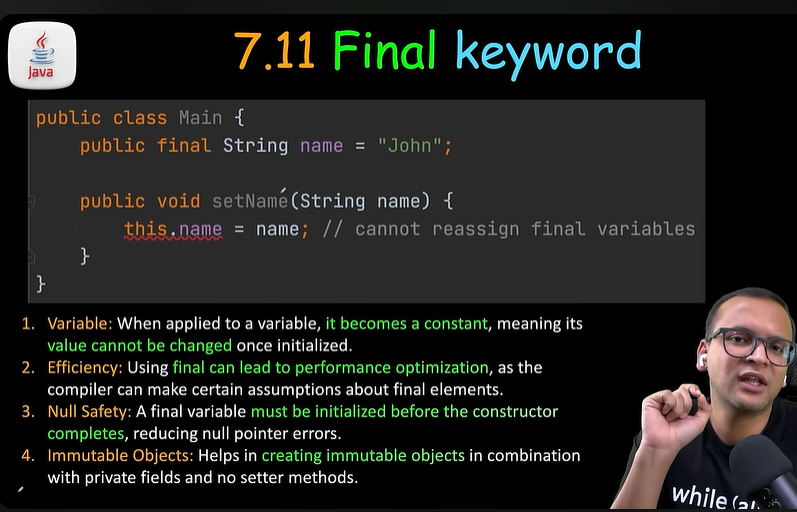 Java
7.11 Final keyword
public class Main {
public final String name = "John";
public void setName(String name) {
this.name = name; // cannot reassign final variables
}
}
1. Variable: When applied to a variable, it becomes a constant, meaning its
value cannot be changed once initialized.
2. Efficiency: Using final can lead to performance optimization, as the
compiler can make certain assumptions about final elements.
3. Null Safety: A final variable must be initialized before the constructor
completes, reducing null pointer errors.
4. Immutable Objects: Helps in creating immutable objects in combination
with private fields and no setter methods.
while